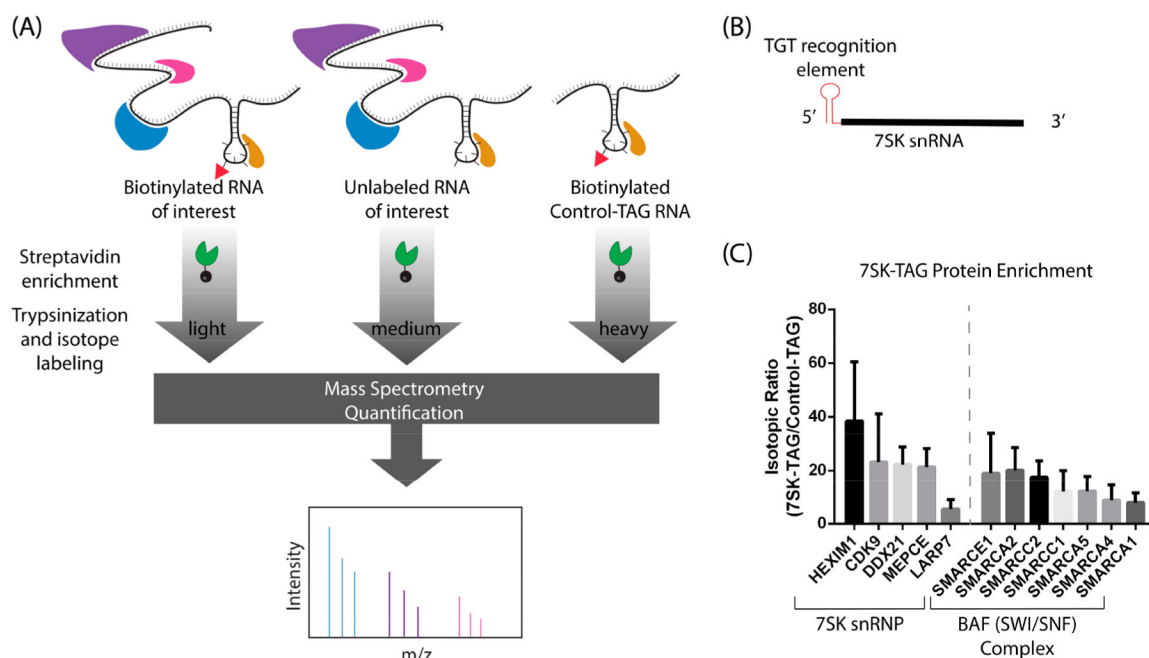 (A)
Biotinylated RNA
of interest
Unlabeled RNA
of interest
Biotinylated
Control-TAG RNA
Streptavidin
enrichment
Trypsinization
and isotope
labeling
light
medium
heavy
Mass Spectrometry
Quantification
Intensity
m/z
(B)
TGT recognition
element
5’
3’
7SK snRNA
(C)
7SK-TAG Protein Enrichment
Isotopic Ratio
(7SK-TAG/Control-TAG)
80
60
40
20
0
HEXIM1
CDK9
DDX21
MEPCE
LARP7
SMARCE1
SMARCA2
SMARCC2
SMARCC1
SMARCA5
SMARCA4
SMARCA1
7SK snRNP
BAF (SWI/SNF)
Complex